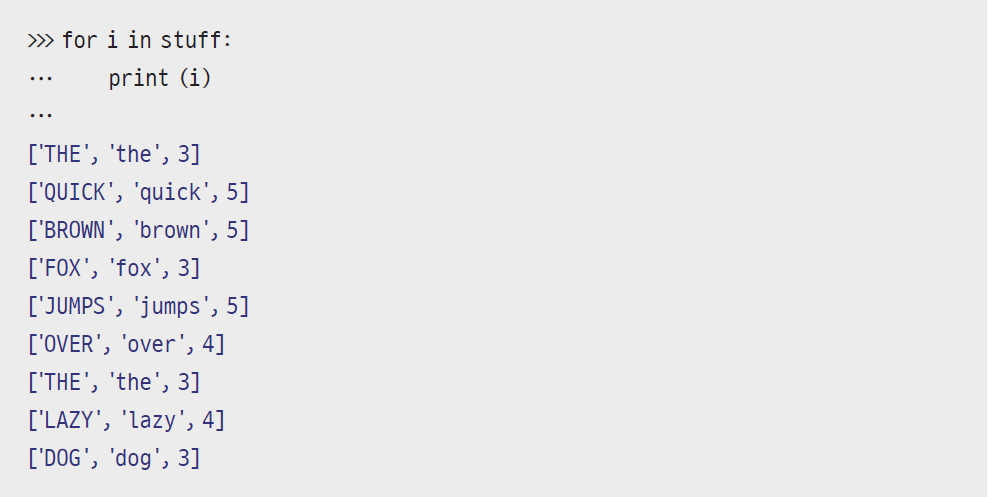 >>> for i in stuff:
...     print (i)
...
['THE', 'the', 3]
['QUICK', 'quick', 5]
['BROWN', 'brown', 5]
['FOX', 'fox', 3]
['JUMPS', 'jumps', 5]
['OVER', 'over', 4]
['THE', 'the', 3]
['LAZY', 'lazy', 4]
['DOG', 'dog', 3]